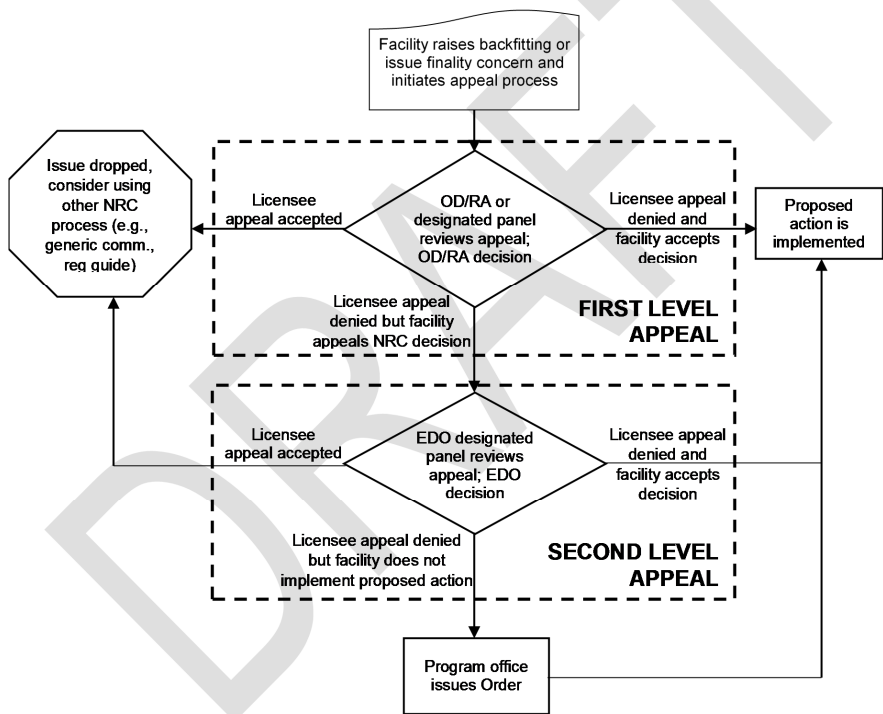 Facility raises backfitting or
issue finality concern and
initiates appeal process
Issue dropped,
consider using
other NRC
process (e.g.,
generic comm.,
reg guide)
Licensee
appeal accepted
OD/RA or
designated panel
reviews appeal;
OD/RA decision
Licensee appeal
denied and
facility accepts
decision
Proposed
action is
implemented
Licensee appeal
denied but facility
appeals NRC decision
FIRST LEVEL
APPEAL
Licensee
appeal accepted
EDO designated
panel reviews
appeal; EDO
decision
Licensee appeal
denied and
facility accepts
decision
Licensee appeal denied
but facility does not
implement proposed action
SECOND LEVEL
APPEAL
Program office
issues Order
DRAFT